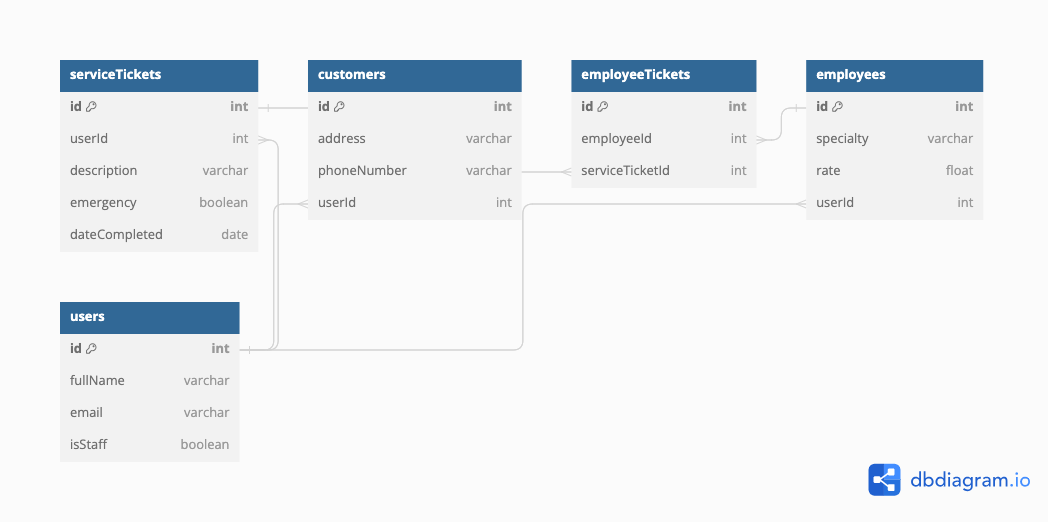 serviceTickets
id int
userId int
description varchar
emergency boolean
dateCompleted date
customers
id int
address varchar
phoneNumber varchar
userId int
employeeTickets
id int
employeeId int
serviceTicketId int
employees
id int
specialty varchar
rate float
userId int
users
id int
fullName varchar
email varchar
isStaff boolean
dbdiagram.io